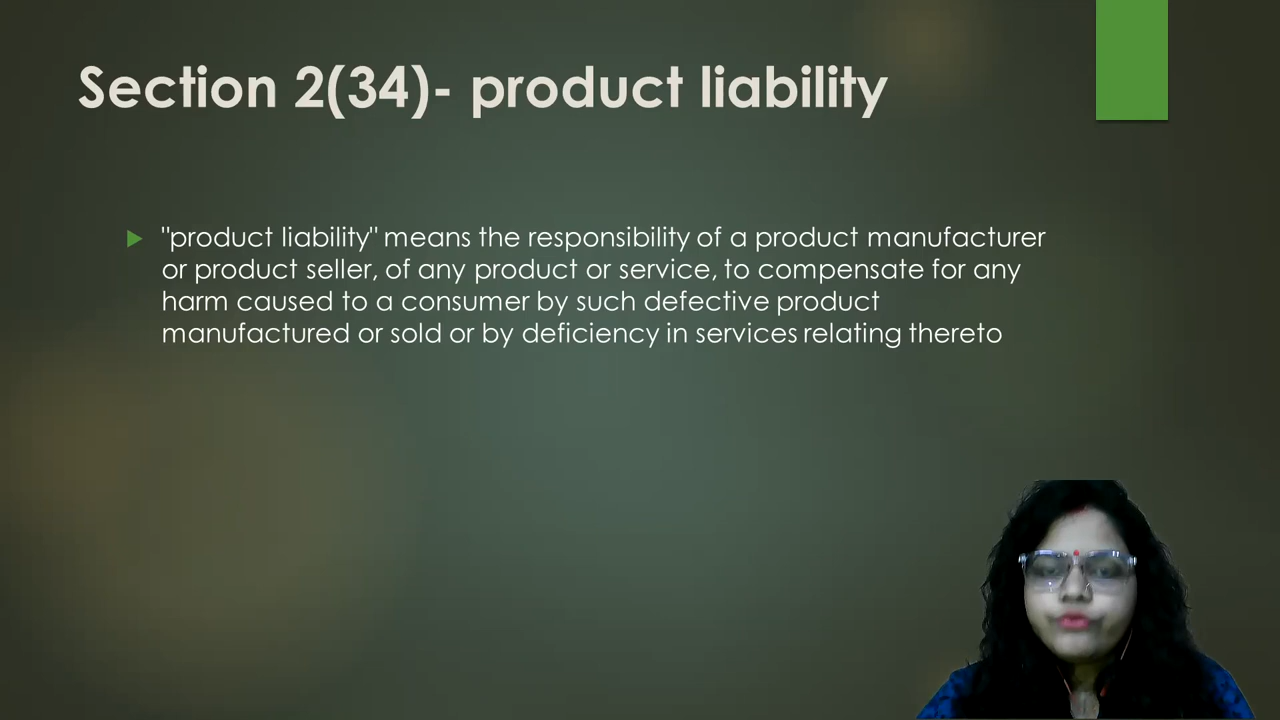 Section 2(34)- product liability
"product liability" means the responsibility of a product manufacturer
or product seller, of any product or service, to compensate for any
harm caused to a consumer by such defective product
manufactured or sold or by deficiency in services relating thereto